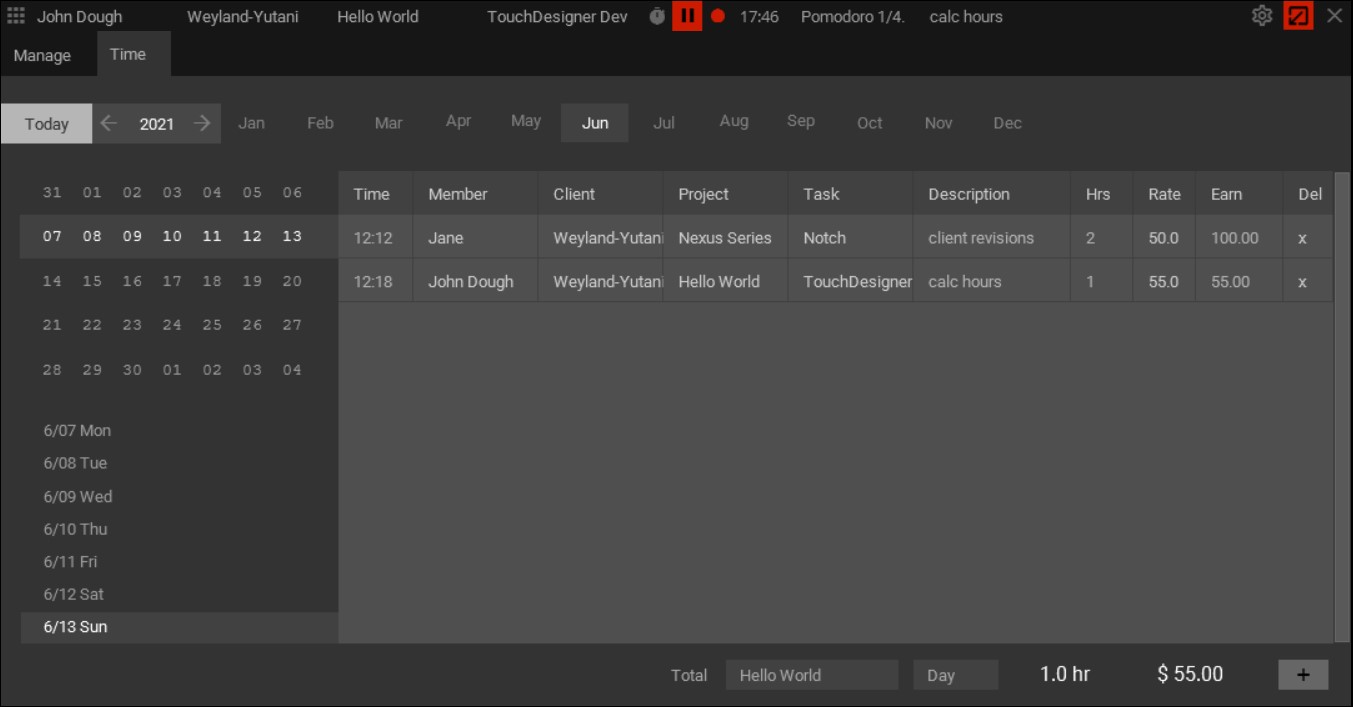 John Dough Weyland-Yutani Hello World TouchDesigner Dev 17:46 Pomodoro 1/4. calc hours
Manage Time
Today 2021 Jan Feb Mar Apr May Jun Jul Aug Sep Oct Nov Dec
31 01 02 03 04 05 06
07 08 09 10 11 12 13
14 15 16 17 18 19 20
21 22 23 24 25 26 27
28 29 30 01 02 03 04
6/07 Mon
6/08 Tue
6/09 Wed
6/10 Thu
6/11 Fri
6/12 Sat
6/13 Sun
Time Member Client Project Task Description Hrs Rate Earn Del
12:12 Jane Weyland-Yutani Nexus Series Notch client revisions 2 50.0 100.00 x
12:18 John Dough Weyland-Yutani Hello World TouchDesigner calc hours 1 55.0 55.00 x
Total Hello World Day 1.0 hr $ 55.00 +